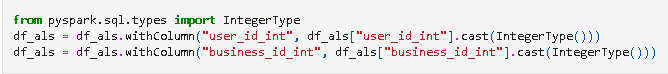 from pyspark.sql.types import IntegerType
df_als = df_als.withColumn("user_id_int", df_als["user_id_int"].cast(IntegerType()))
df_als = df_als.withColumn("business_id_int", df_als["business_id_int"].cast(IntegerType()))